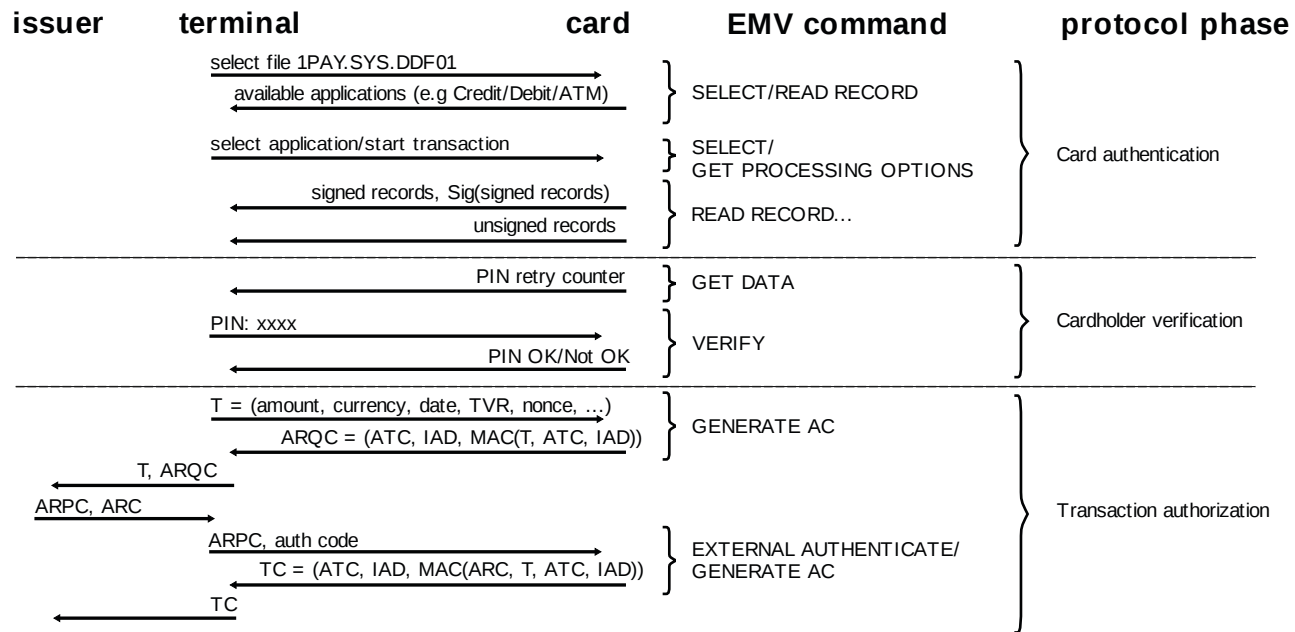 issuer terminal card EMV command protocol phase
select file 1PAY.SYS.DDF01
available applications (e.g Credit/Debit/ATM)
SELECT/READ RECORD
select application/start transaction
SELECT/
GET PROCESSING OPTIONS
Card authentication
signed records, Sig(signed records)
unsigned records
READ RECORD...
PIN retry counter
GET DATA
PIN: xxxx
PIN OK/Not OK
VERIFY
Cardholder verification
T = (amount, currency, date, TVR, nonce, ...)
ARQC = (ATC, IAD, MAC(T, ATC, IAD))
GENERATE AC
T, ARQC
ARPC, ARC
Transaction authorization
ARPC, auth code
TC = (ATC, IAD, MAC(ARC, T, ATC, IAD))
EXTERNAL AUTHENTICATE/
GENERATE AC
TC